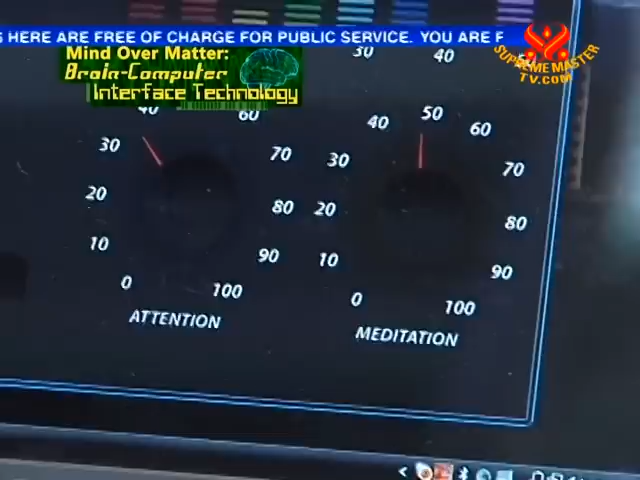 S HERE ARE FREE OF CHARGE FOR PUBLIC SERVICE. YOU ARE F
Mind Over Matter:
Brain-Computer
Interface Technology
SUPREME MASTER
TV.COM
30 40
40 60
30 70
20 80
10 90
0 100
ATTENTION
40 50 60
30 70
20 80
10 90
0 100
MEDITATION